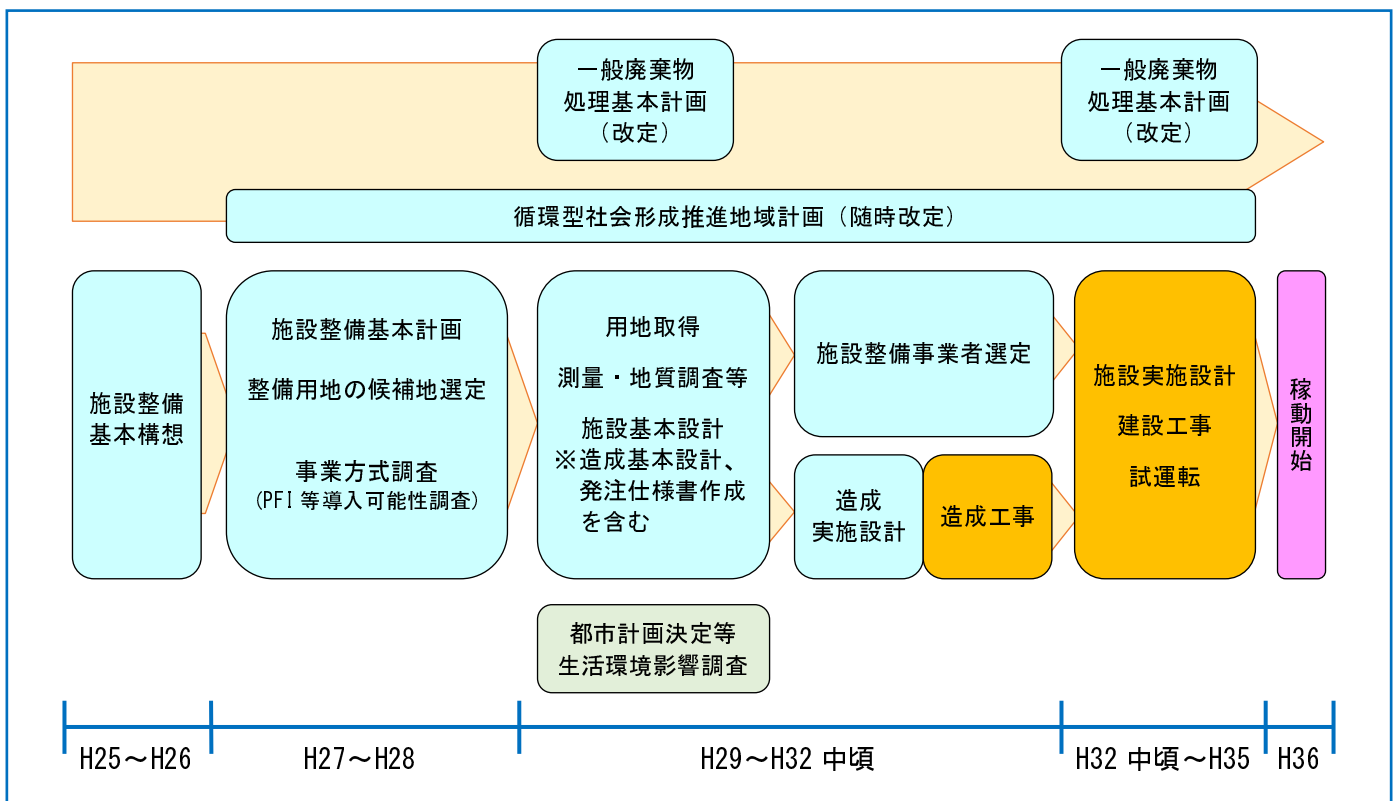 一般廃棄物
処理基本計画
（改定）
一般廃棄物
処理基本計画
（改定）
循環型社会形成推進地域計画（随時改定）
施設整備
基本構想
施設整備基本計画
整備用地の候補地選定
事業方式調査
(PFI等導入可能性調査)
用地取得
測量・地質調査等
施設基本設計
※造成基本設計、
発注仕様書作成
を含む
施設整備事業者選定
造成
実施設計
造成工事
施設実施設計
建設工事
試運転
稼動開始
都市計画決定等
生活環境影響調査
H25～H26
H27～H28
H29～H32 中頃
H32 中頃～H35
H36